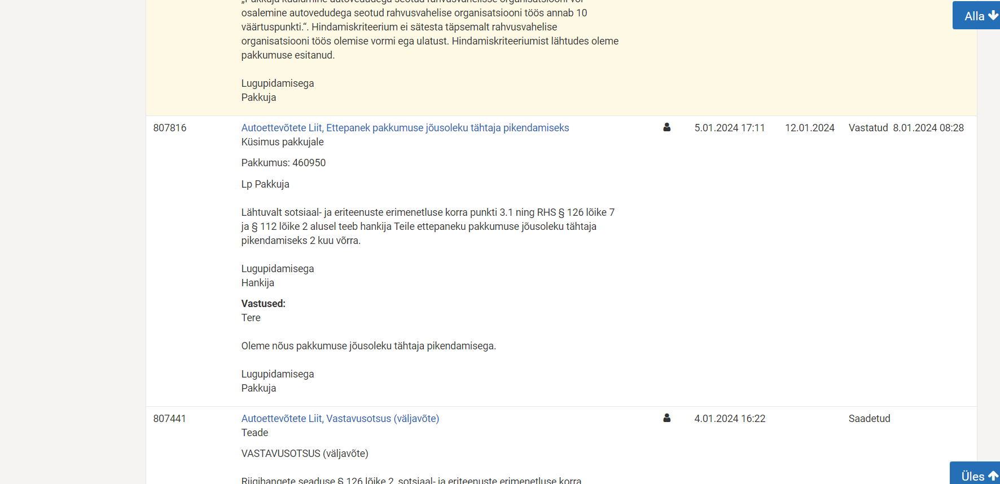 „Pakkuja kuulumine autovedudega seotud rahvusvahelisse organisatsiooni või
osalemine autovedudega seotud rahvusvahelise organisatsiooni töös annab 10
väärtuspunkti.“. Hindamiskriteerium ei sätesta täpsemalt rahvusvahelise
organisatsiooni töös olemise vormi ega ulatust. Hindamiskriteeriumist lähtudes oleme
pakkumuse esitanud.
Lugupidamisega
Pakkuja
Alla
807816
Autoettevõtete Liit, Ettepanek pakkumuse jõusoleku tähtaja pikendamiseks
5.01.2024 17:11
12.01.2024
Vastatud 8.01.2024 08:28
Küsimus pakkujale
Pakkumus: 460950
Lp Pakkuja
Lähtuvalt sotsiaal- ja eriteenuste erimenetluse korra punkti 3.1 ning RHS § 126 lõike 7
ja § 112 lõike 2 alusel teeb hankija Teile ettepaneku pakkumuse jõusoleku tähtaja
pikendamiseks 2 kuu võrra.
Lugupidamisega
Hankija
Vastused:
Tere
Oleme nõus pakkumuse jõusoleku tähtaja pikendamisega.
Lugupidamisega
Pakkuja
807441
Autoettevõtete Liit, Vastavusotsus (väljavõte)
4.01.2024 16:22
Saadetud
Teade
VASTAVUSOTSUS (väljavõte)
Riigihangete seaduse § 126 lõike 2, sotsiaal- ja eriteenuste erimenetluse korra
Üles